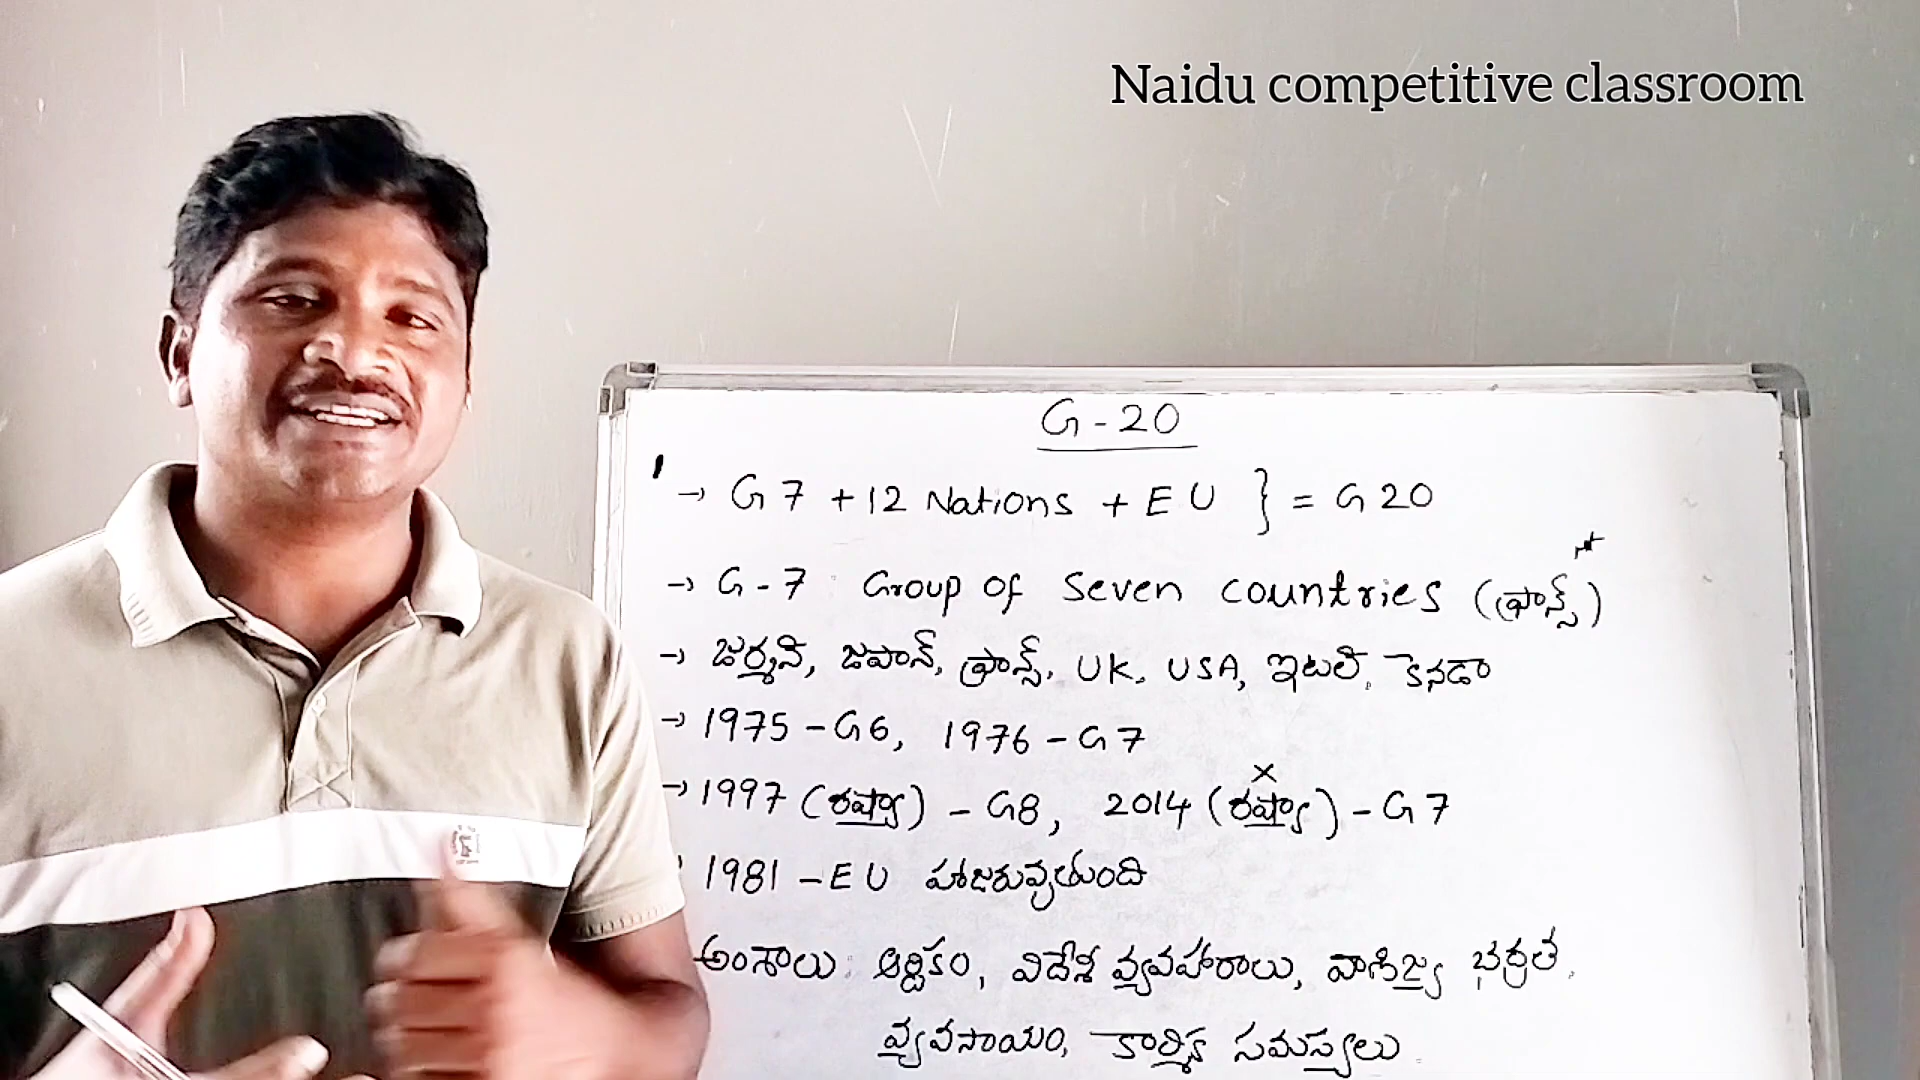 Naidu competitive classroom
G-20
→ G7 + 12 Nations + EU } = G20
→ G-7 : Group of Seven countries (ఫ్రాన్స్)
→ జర్మని, జపాన్, ఫ్రాన్స్, UK, USA, ఇటలి, కెనడా
→ 1975 - G6, 1976 - G7
→ 1997 (రష్యా) - G8, 2014 (రష్యా) - G7
1981 - EU హాజరువ్వుతుంది
అంశాలు: ఆర్థికం, విదేశీ వ్యవహారాలు, వాణిజ్య భద్రత,
వ్యవసాయం, కార్మిక సమస్యలు